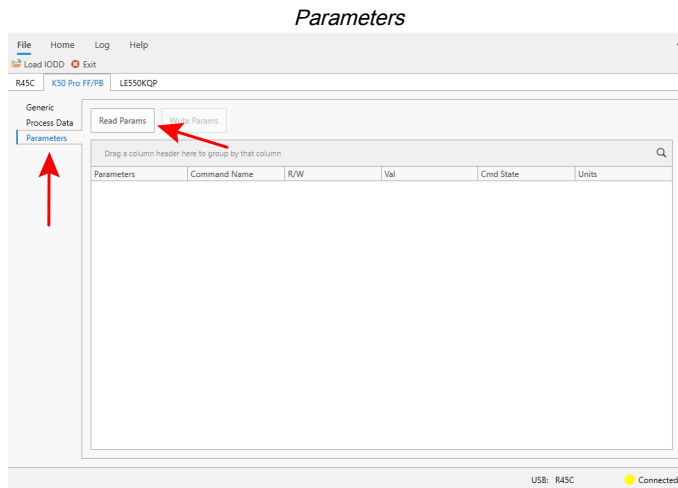 Parameters
File Home Log Help
Load IODD Exit
R45C K50 Pro FF/PB LE550KQP
Generic
Process Data
Parameters
Read Params Write Params
Drag a column header here to group by that column
Parameters Command Name R/W Val Cmd State Units
USB: R45C Connected